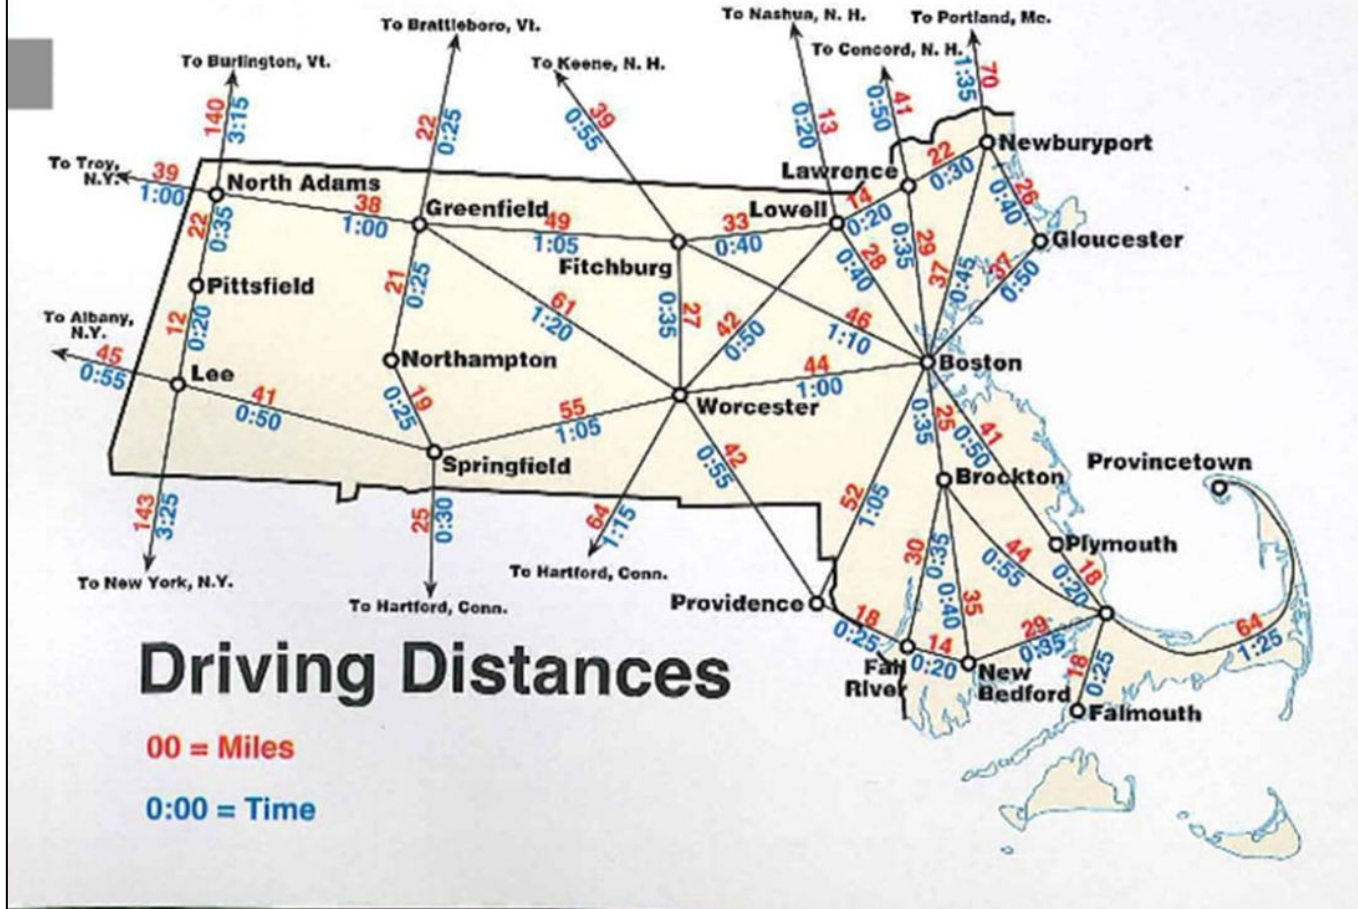 To Nashua, N. H.
To Portland, Me.
To Brattleboro, Vt.
To Concord, N. H.
To Burlington, Vt.
To Keene, N. H.
70
1:35
41
0:50
140
3:15
22
0:25
39
0:55
13
0:20
Newburyport
To Troy,
N.Y.
39
1:00
North Adams
Lawrence
22
0:30
38
1:00
Greenfield
49
1:05
33
0:40
Lowell
14
0:20
26
0:40
22
0:35
Gloucester
Fitchburg
28
0:40
29
0:35
37
0:45
37
0:50
Pittsfield
21
0:25
61
1:20
27
0:35
42
0:50
46
1:10
To Albany,
N.Y.
12
0:20
45
0:55
Lee
Northampton
44
1:00
Boston
41
0:50
19
0:25
55
1:05
Worcester
25
0:35
41
0:50
Springfield
42
0:55
Brockton
Provincetown
143
3:25
25
0:30
64
1:15
52
1:05
30
0:35
35
0:40
44
0:55
Plymouth
18
0:20
To New York, N.Y.
To Hartford, Conn.
To Hartford, Conn.
Providence
18
0:25
14
0:20
29
0:35
64
1:25
Fall
River
New
Bedford
18
0:25
Falmouth
Driving Distances
00 = Miles
0:00 = Time